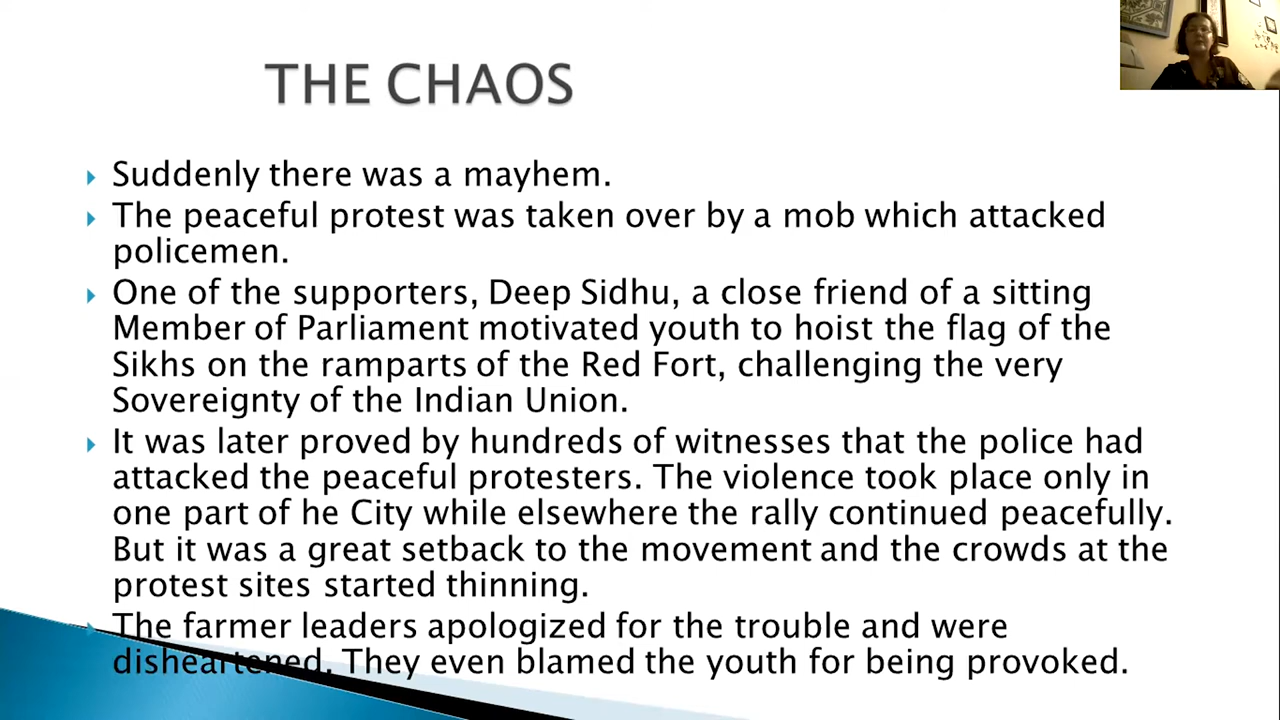 THE CHAOS
Suddenly there was a mayhem.
The peaceful protest was taken over by a mob which attacked
policemen.
One of the supporters, Deep Sidhu, a close friend of a sitting
Member of Parliament motivated youth to hoist the flag of the
Sikhs on the ramparts of the Red Fort, challenging the very
Sovereignty of the Indian Union.
It was later proved by hundreds of witnesses that the police had
attacked the peaceful protesters. The violence took place only in
one part of he City while elsewhere the rally continued peacefully.
But it was a great setback to the movement and the crowds at the
protest sites started thinning.
The farmer leaders apologized for the trouble and were
disheartened. They even blamed the youth for being provoked.